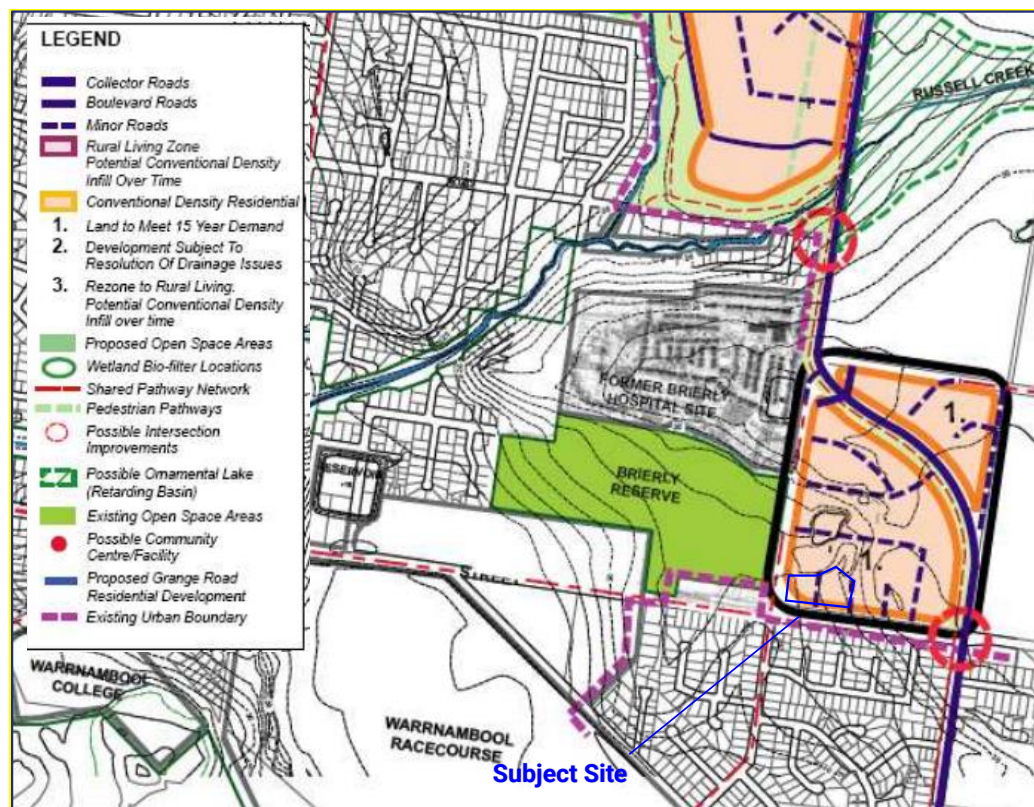 LEGEND
Collector Roads
Boulevard Roads
Minor Roads
Rural Living Zone
Potential Conventional Density
Infill Over Time
Conventional Density Residential
1. Land to Meet 15 Year Demand
2. Development Subject To
Resolution Of Drainage Issues
3. Rezone to Rural Living.
Potential Conventional Density
Infill over time
Proposed Open Space Areas
Wetland Bio-filter Locations
Shared Pathway Network
Pedestrian Pathways
Possible Intersection
Improvements
Possible Ornamental Lake
(Retarding Basin)
Existing Open Space Areas
Possible Community
Centre/Facility
Proposed Grange Road
Residential Development
Existing Urban Boundary
RUSSELL CREEK
1.
FORMER BRIERLY
HOSPITAL SITE
BRIERLY
RESERVE
RESERVOIR
STREET
WARRNAMBOOL
COLLEGE
WARRNAMBOOL
RACECOURSE
Subject Site